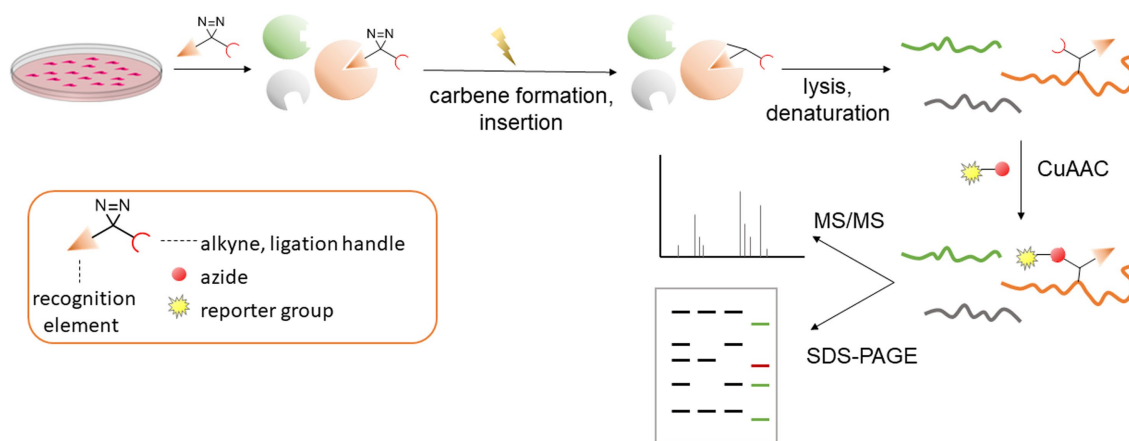 N=N
N=N
N=N
carbene formation,
insertion
lysis,
denaturation
CuAAC
MS/MS
SDS-PAGE
alkyne, ligation handle
azide
reporter group
recognition
element